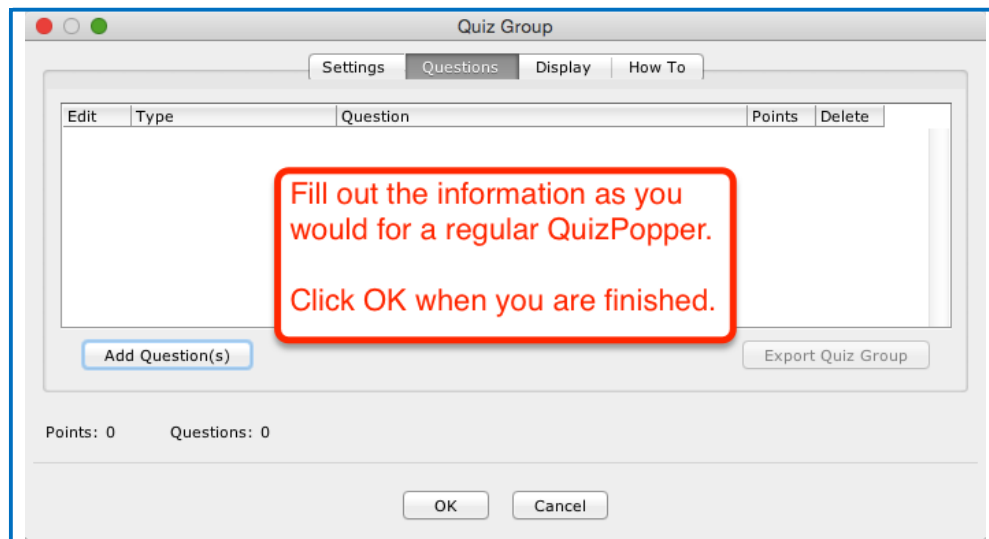 Quiz Group
Settings Questions Display How To
Edit Type Question Points Delete
Fill out the information as you
would for a regular QuizPopper.
Click OK when you are finished.
Add Question(s) Export Quiz Group
Points: 0 Questions: 0
OK Cancel